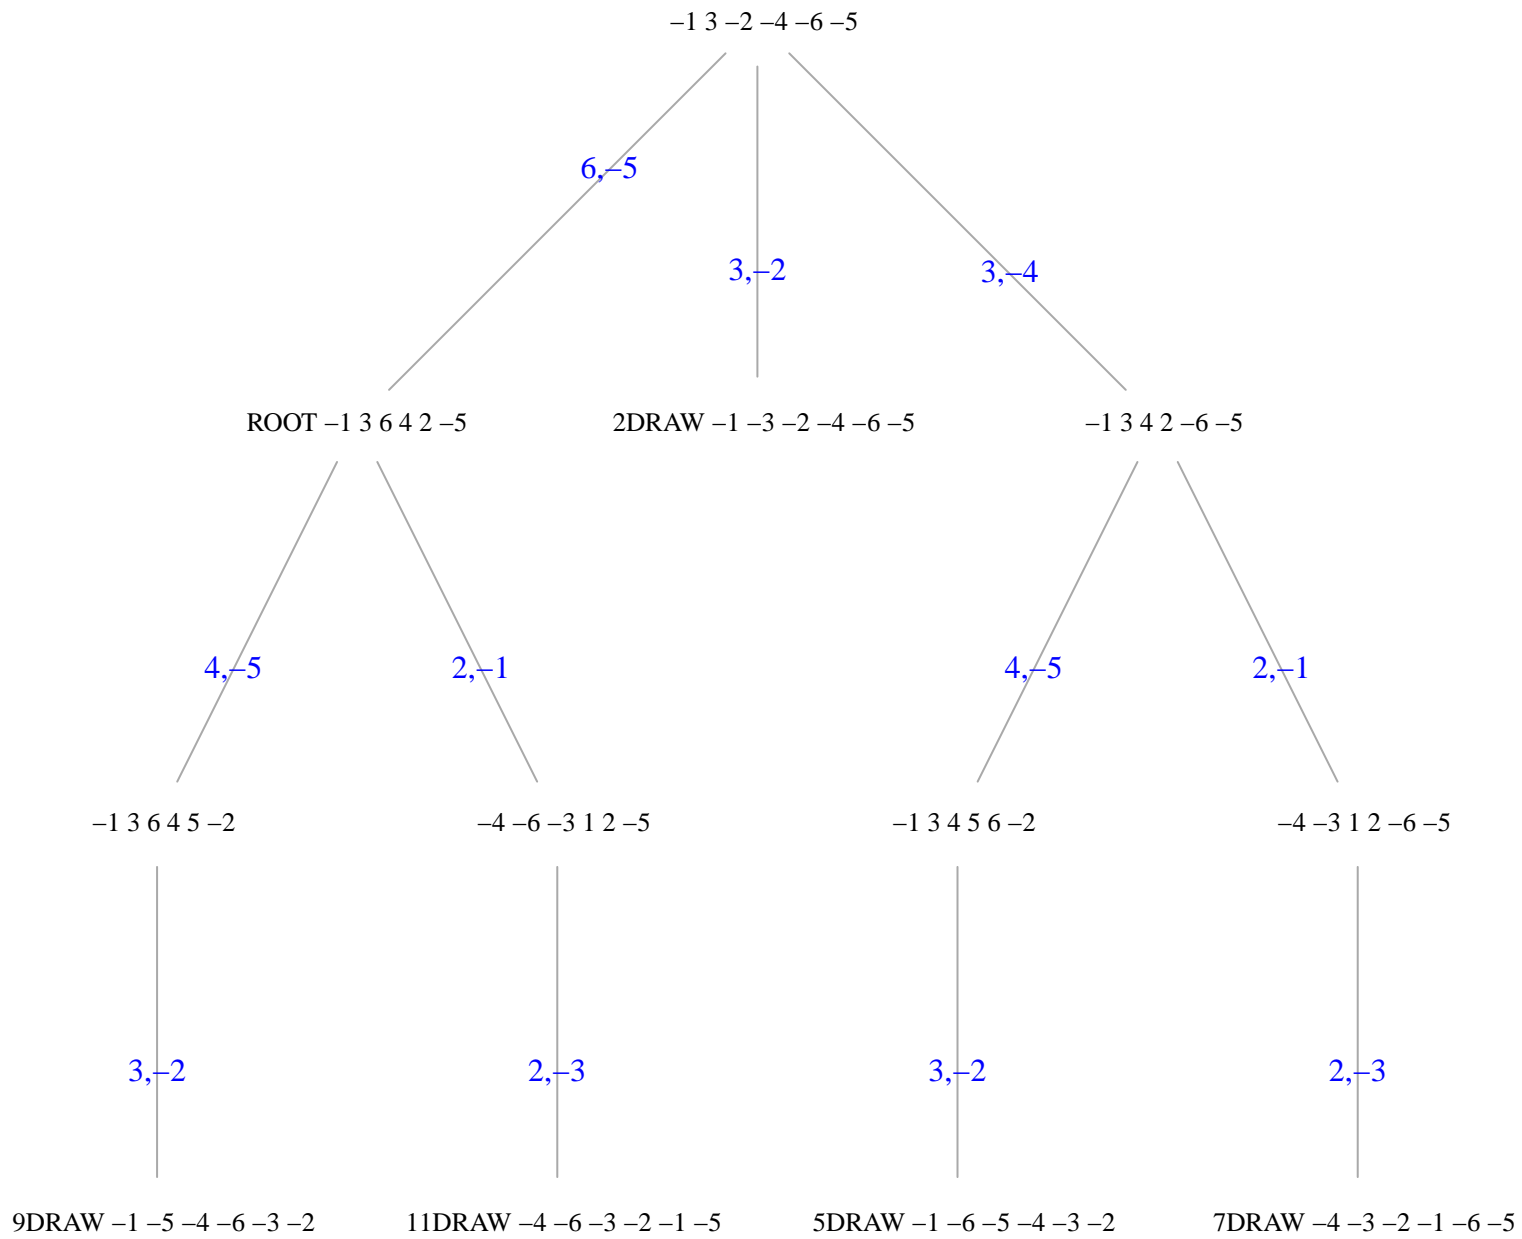 –1 3 –2 –4 –6 –5
6,–5
3,–2
3,–4
ROOT –1 3 6 4 2 –5
2DRAW –1 –3 –2 –4 –6 –5
–1 3 4 2 –6 –5
4,–5
2,–1
4,–5
2,–1
–1 3 6 4 5 –2
–4 –6 –3 1 2 –5
–1 3 4 5 6 –2
–4 –3 1 2 –6 –5
3,–2
2,–3
3,–2
2,–3
9DRAW –1 –5 –4 –6 –3 –2
11DRAW –4 –6 –3 –2 –1 –5
5DRAW –1 –6 –5 –4 –3 –2
7DRAW –4 –3 –2 –1 –6 –5